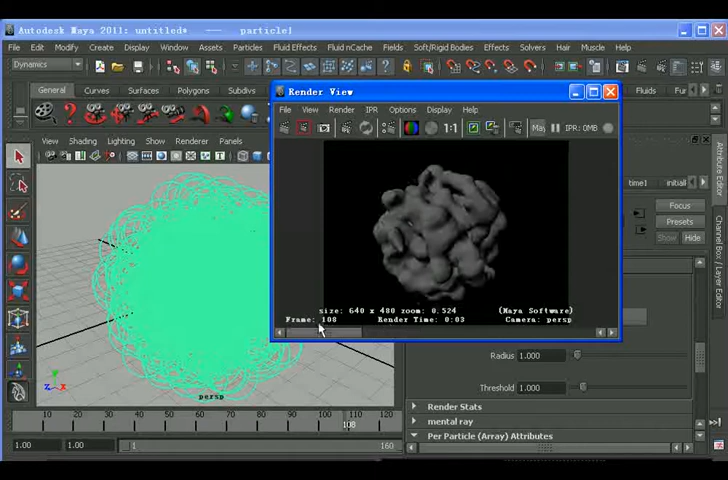 Autodesk Maya 2011: untitled* --- particle1
File Edit Modify Create Display Window Assets Particles Fluid Effects Fluid nCache Fields Soft/Rigid Bodies Effects Solvers Hair Muscle Help
Dynamics
General Curves Surfaces Polygons Subdivs Fluids Fur
Render View
File View Render IPR Options Display Help
1:1 IPR: 0MB
View Shading Lighting Show Renderer Panels
time1 initiall
Focus
Presets
Show Hide
Attribute Editor
Channel Box / Layer Editor
size: 640 x 480 zoom: 0.524 (Maya Software)
Frame: 108 Render Time: 0:03 Camera: persp
Radius 1.000
Threshold 1.000
persp
Render Stats
mental ray
Per Particle (Array) Attributes
10 20 30 40 50 60 70 80 90 100 108 110 120
1.00 1.00 1 160